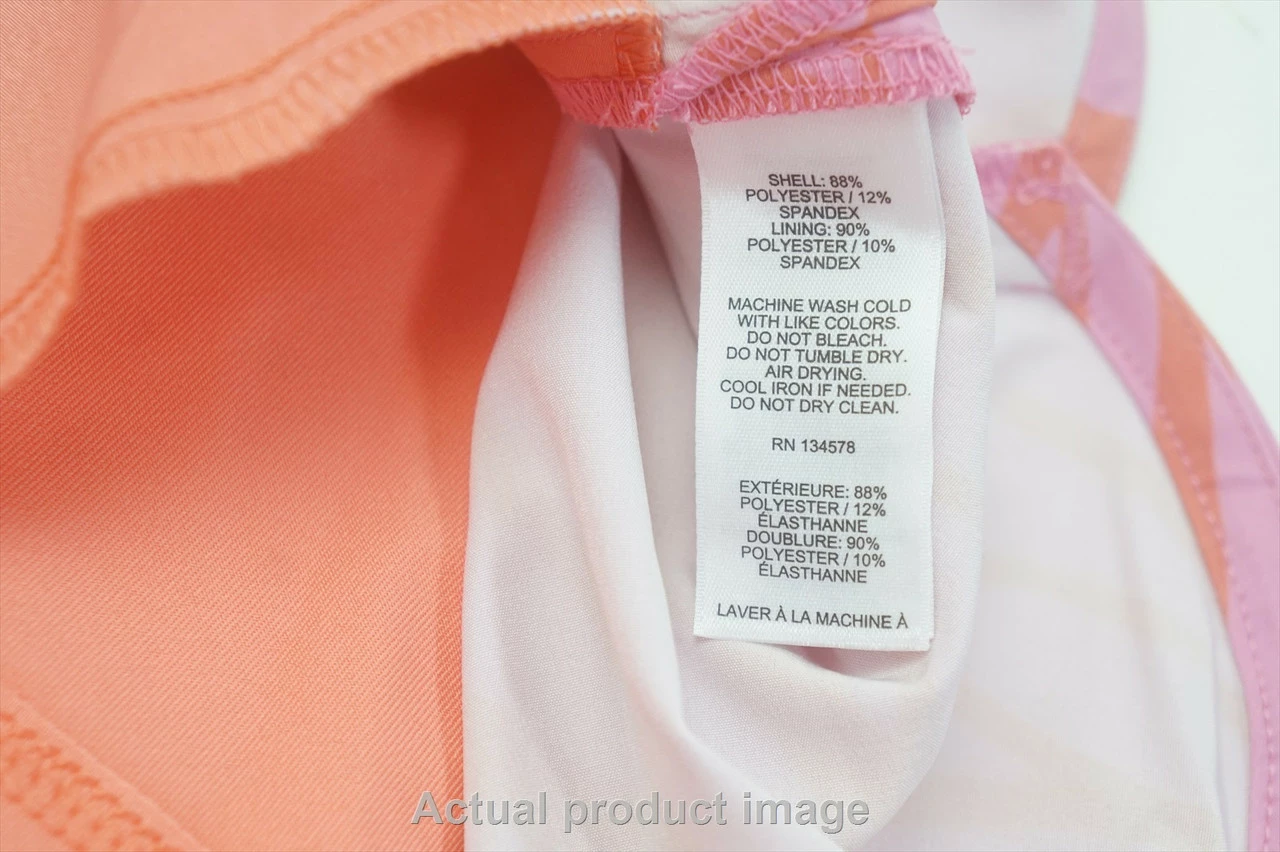 SHELL: 88%
POLYESTER / 12%
SPANDEX
LINING: 90%
POLYESTER / 10%
SPANDEX
MACHINE WASH COLD
WITH LIKE COLORS.
DO NOT BLEACH.
DO NOT TUMBLE DRY.
AIR DRYING.
COOL IRON IF NEEDED.
DO NOT DRY CLEAN.
RN 134578
EXTÉRIEURE: 88%
POLYESTER / 12%
ÉLASTHANNE
DOUBLURE: 90%
POLYESTER / 10%
ÉLASTHANNE
LAVER À LA MACHINE À
Actual product image